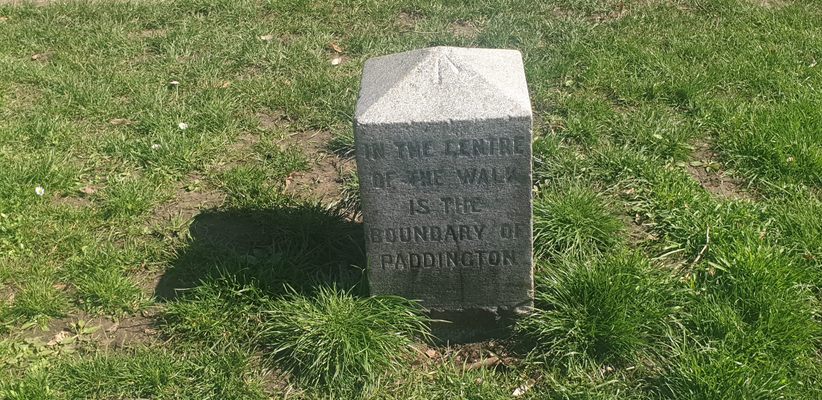 IN THE CENTRE
OF THE WALK
IS THE
BOUNDARY OF
PADDINGTON